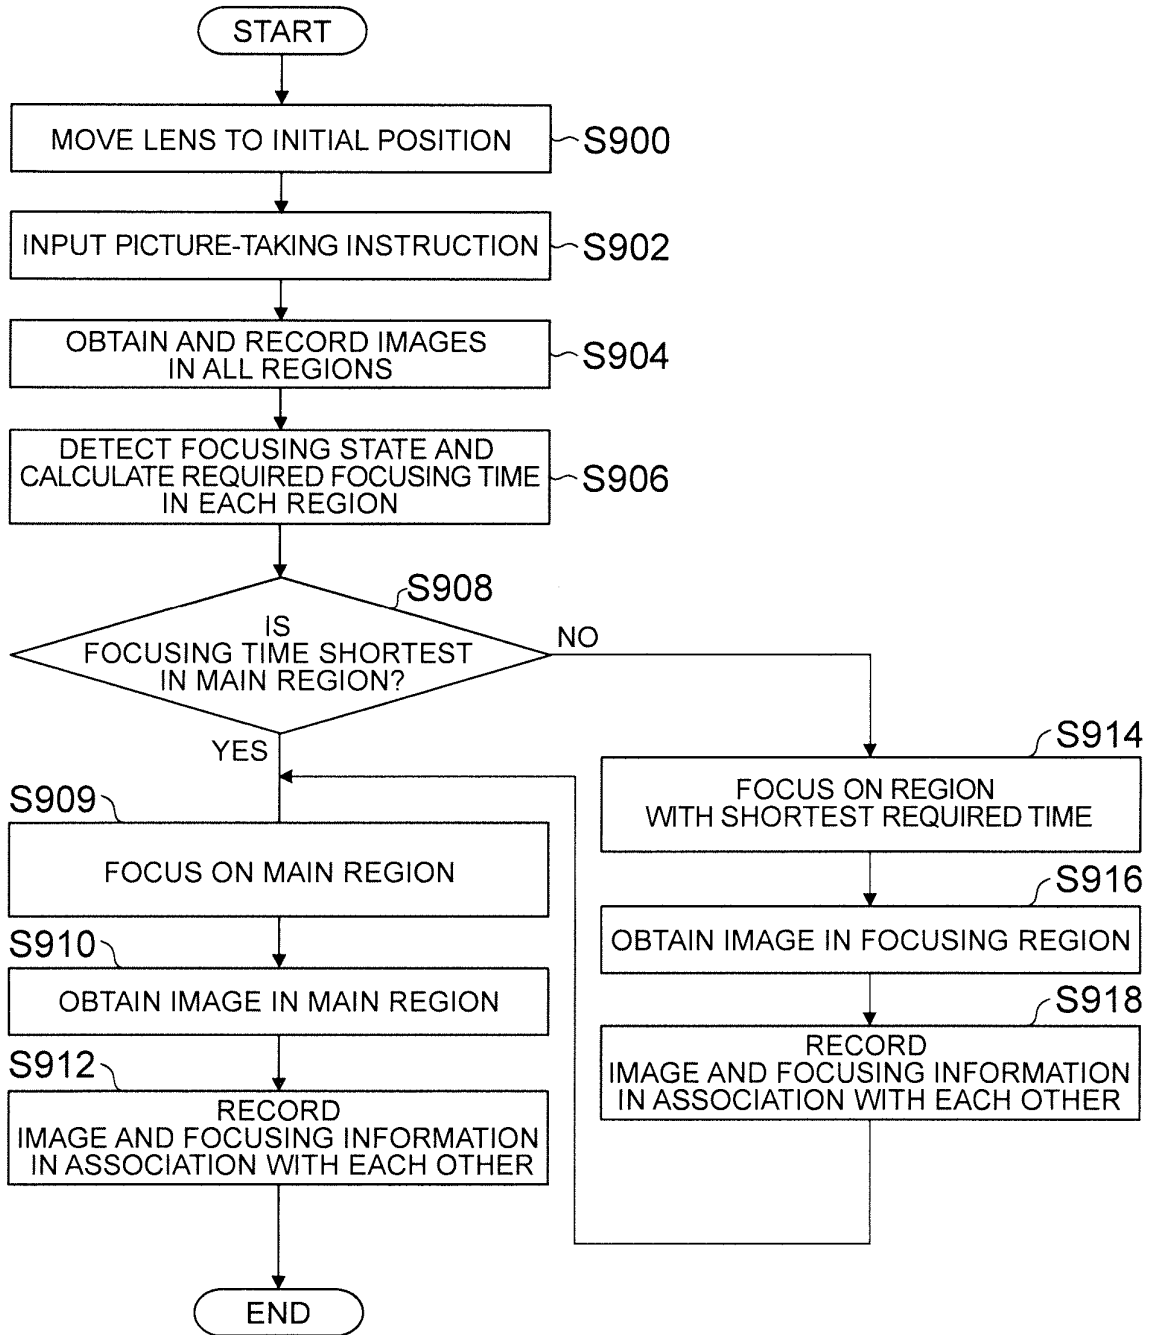 START
MOVE LENS TO INITIAL POSITION
S900
INPUT PICTURE-TAKING INSTRUCTION
S902
OBTAIN AND RECORD IMAGES
IN ALL REGIONS
S904
DETECT FOCUSING STATE AND
CALCULATE REQUIRED FOCUSING TIME
IN EACH REGION
S906
S908
IS
FOCUSING TIME SHORTEST
IN MAIN REGION?
NO
YES
S909
FOCUS ON MAIN REGION
S910
OBTAIN IMAGE IN MAIN REGION
S912
RECORD
IMAGE AND FOCUSING INFORMATION
IN ASSOCIATION WITH EACH OTHER
S914
FOCUS ON REGION
WITH SHORTEST REQUIRED TIME
S916
OBTAIN IMAGE IN FOCUSING REGION
S918
RECORD
IMAGE AND FOCUSING INFORMATION
IN ASSOCIATION WITH EACH OTHER
END